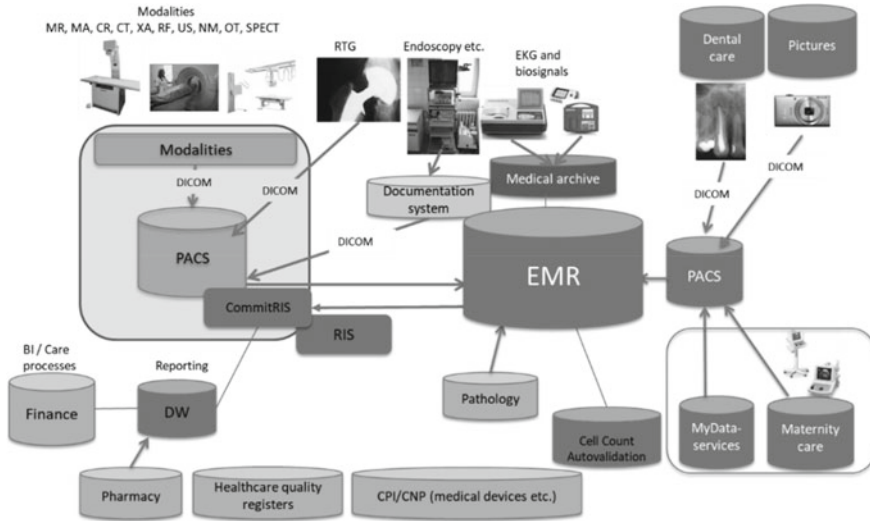 Modalities
MR, MA, CR, CT, XA, RF, US, NM, OT, SPECT
RTG
Endoscopy etc.
EKG and
biosignals
Dental
care
Pictures
Modalities
DICOM
DICOM
Documentation
system
Medical archive
DICOM
DICOM
PACS
DICOM
EMR
PACS
CommitRIS
RIS
BI / Care
processes
Reporting
Finance
DW
Pathology
Cell Count
Autovalidation
MyData-
services
Maternity
care
Pharmacy
Healthcare quality
registers
CPI/CNP (medical devices etc.)